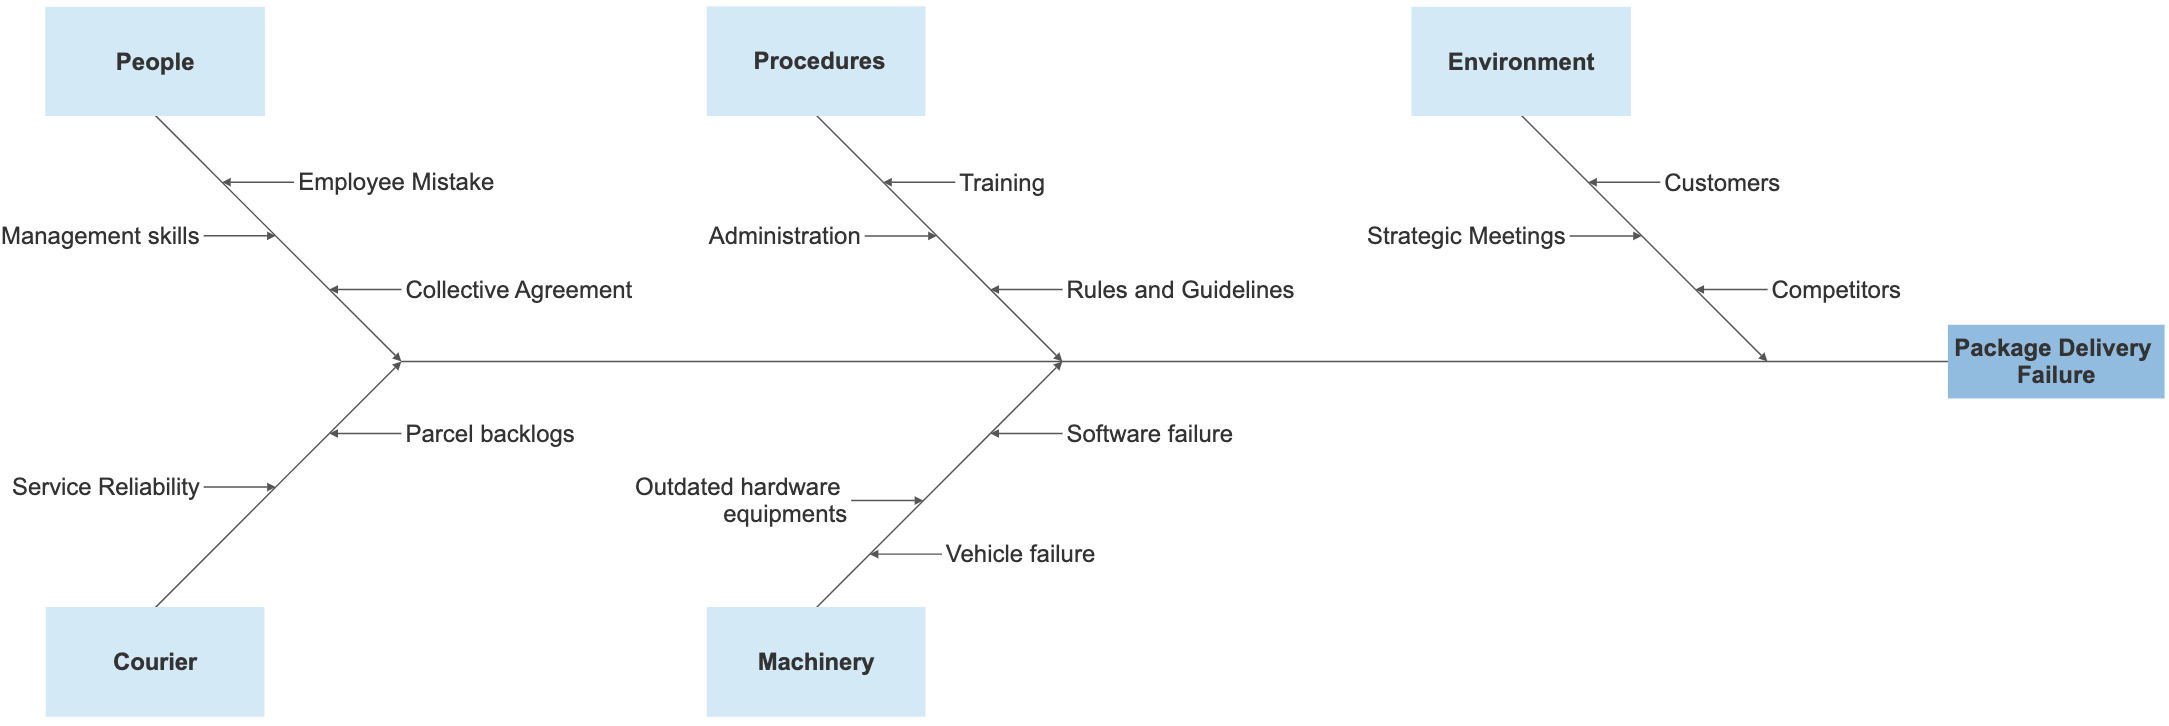 People
Procedures
Environment
Employee Mistake
Training
Customers
Management skills
Administration
Strategic Meetings
Collective Agreement
Rules and Guidelines
Competitors
Package Delivery
Failure
Parcel backlogs
Software failure
Service Reliability
Outdated hardware
equipments
Vehicle failure
Courier
Machinery